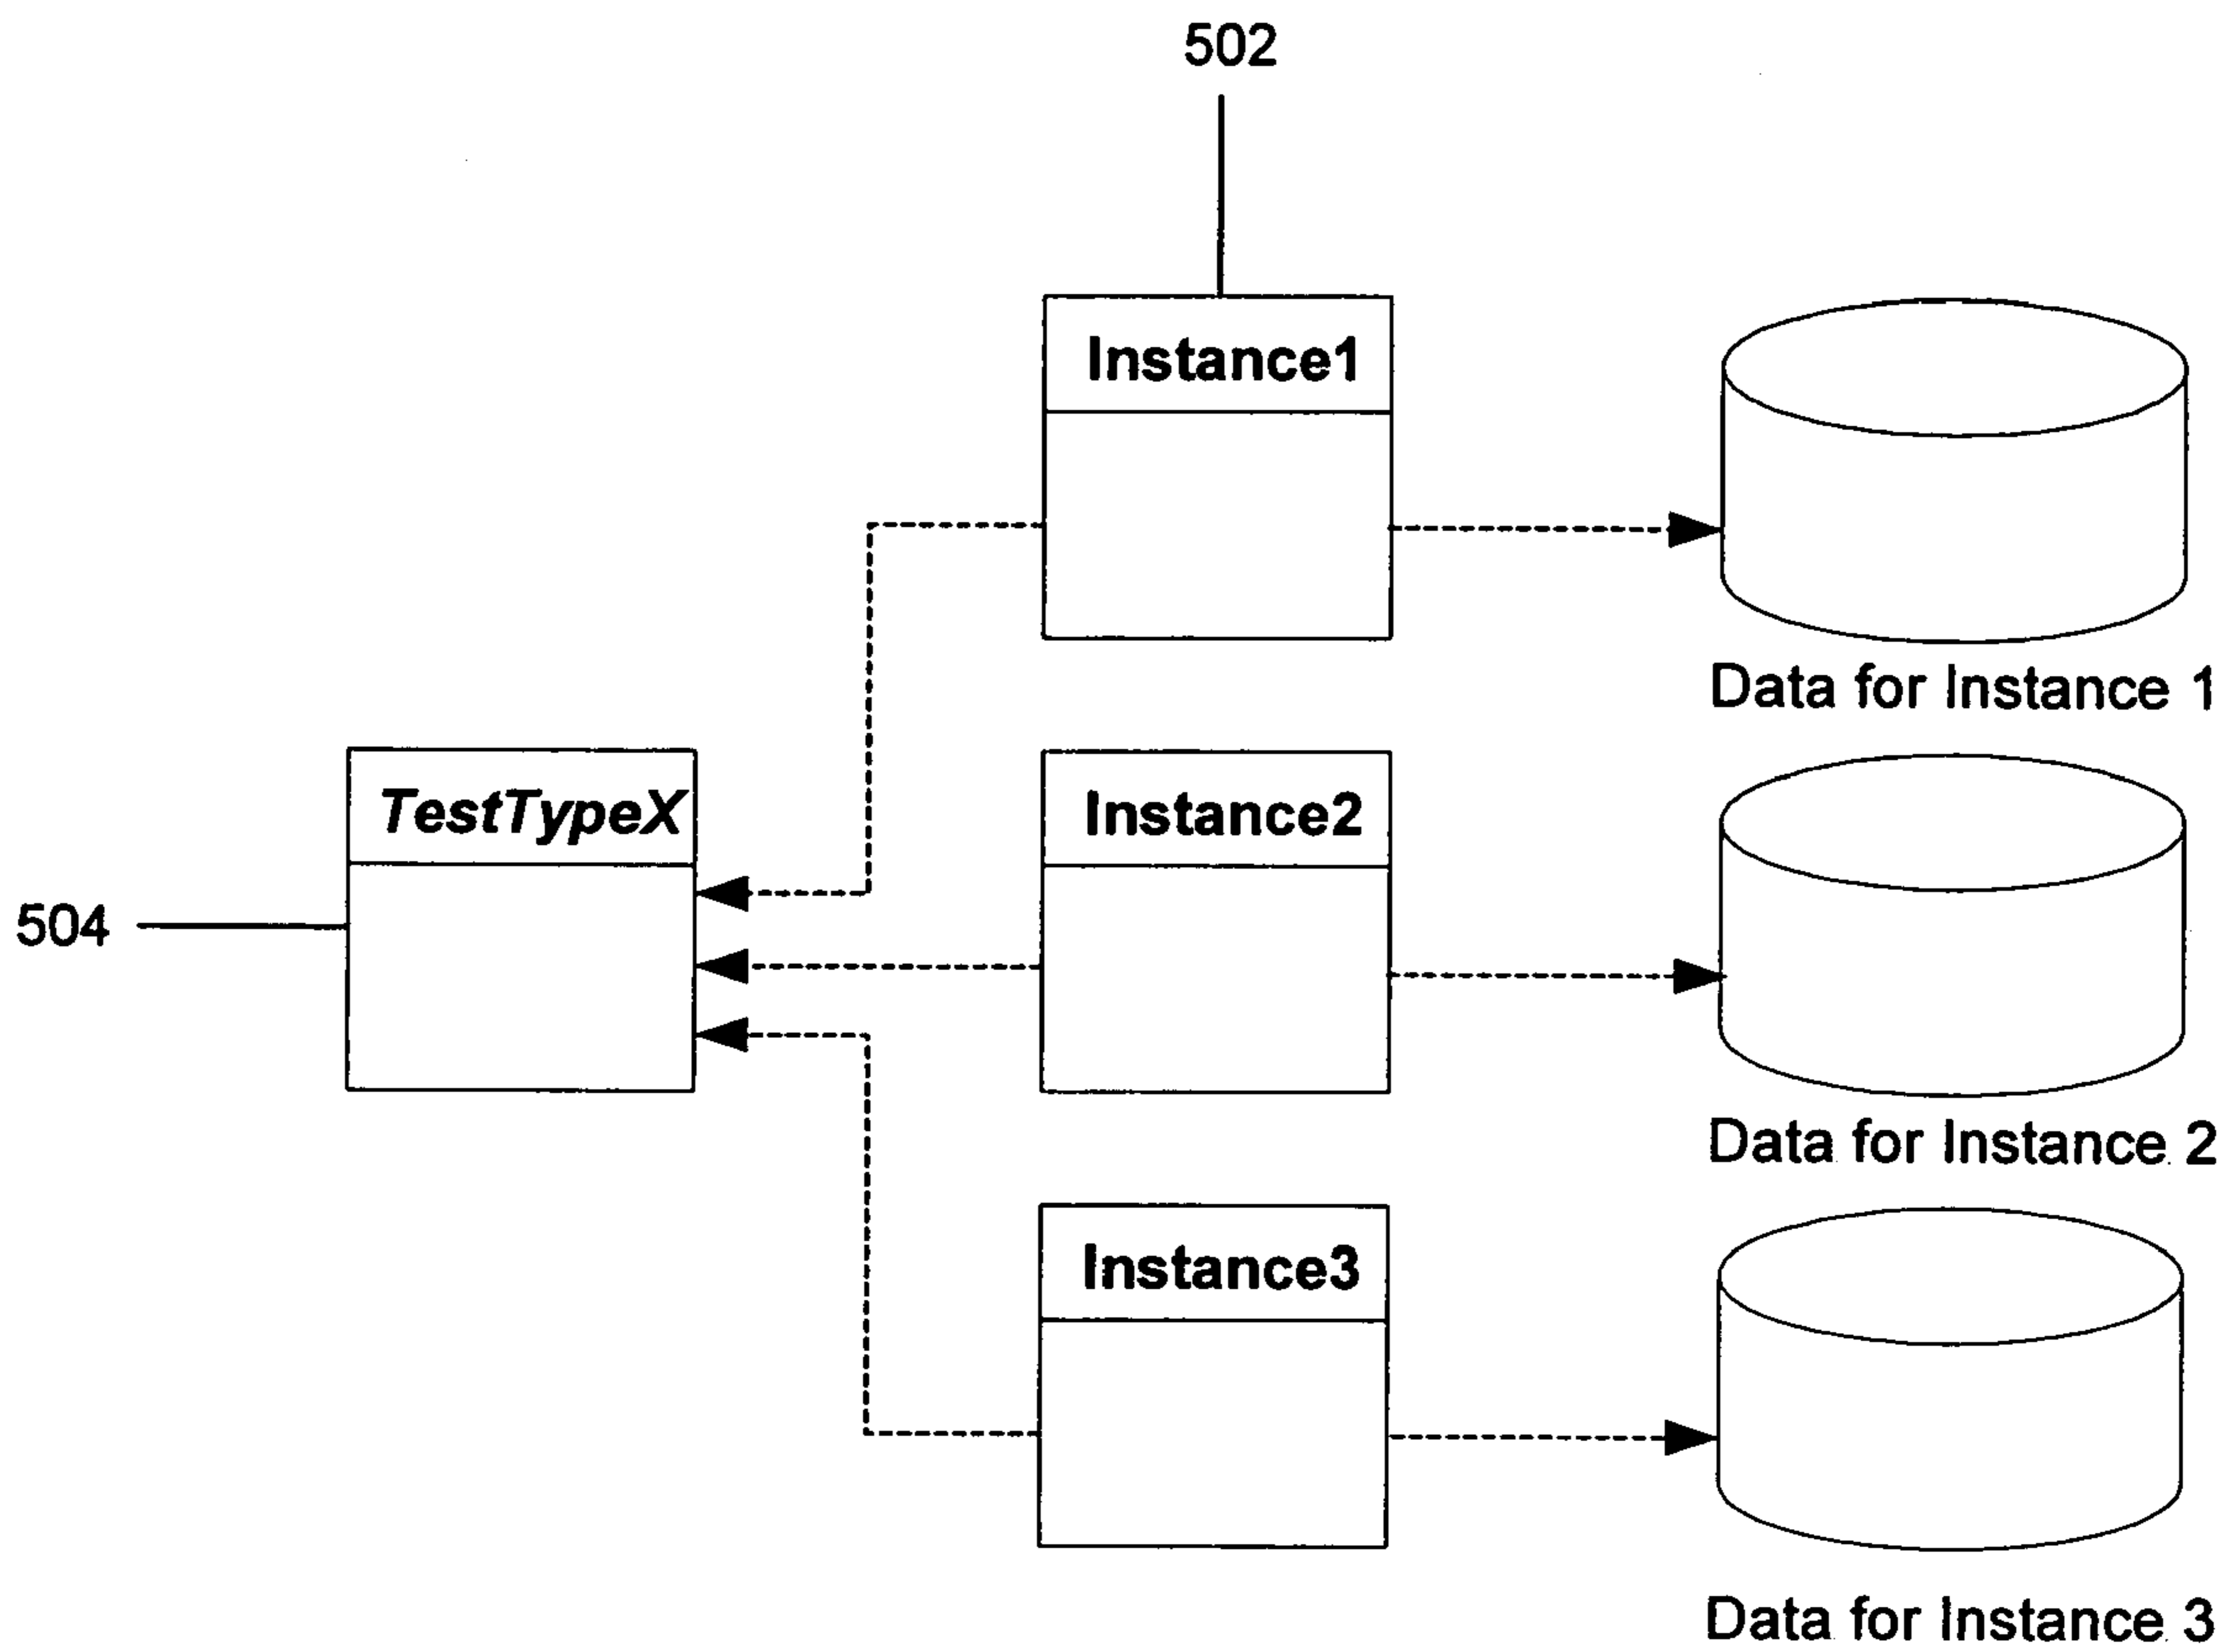 502
Instance1
Data for Instance 1
TestTypeX
Instance2
504
Data for Instance 2
Instance3
Data for Instance 3